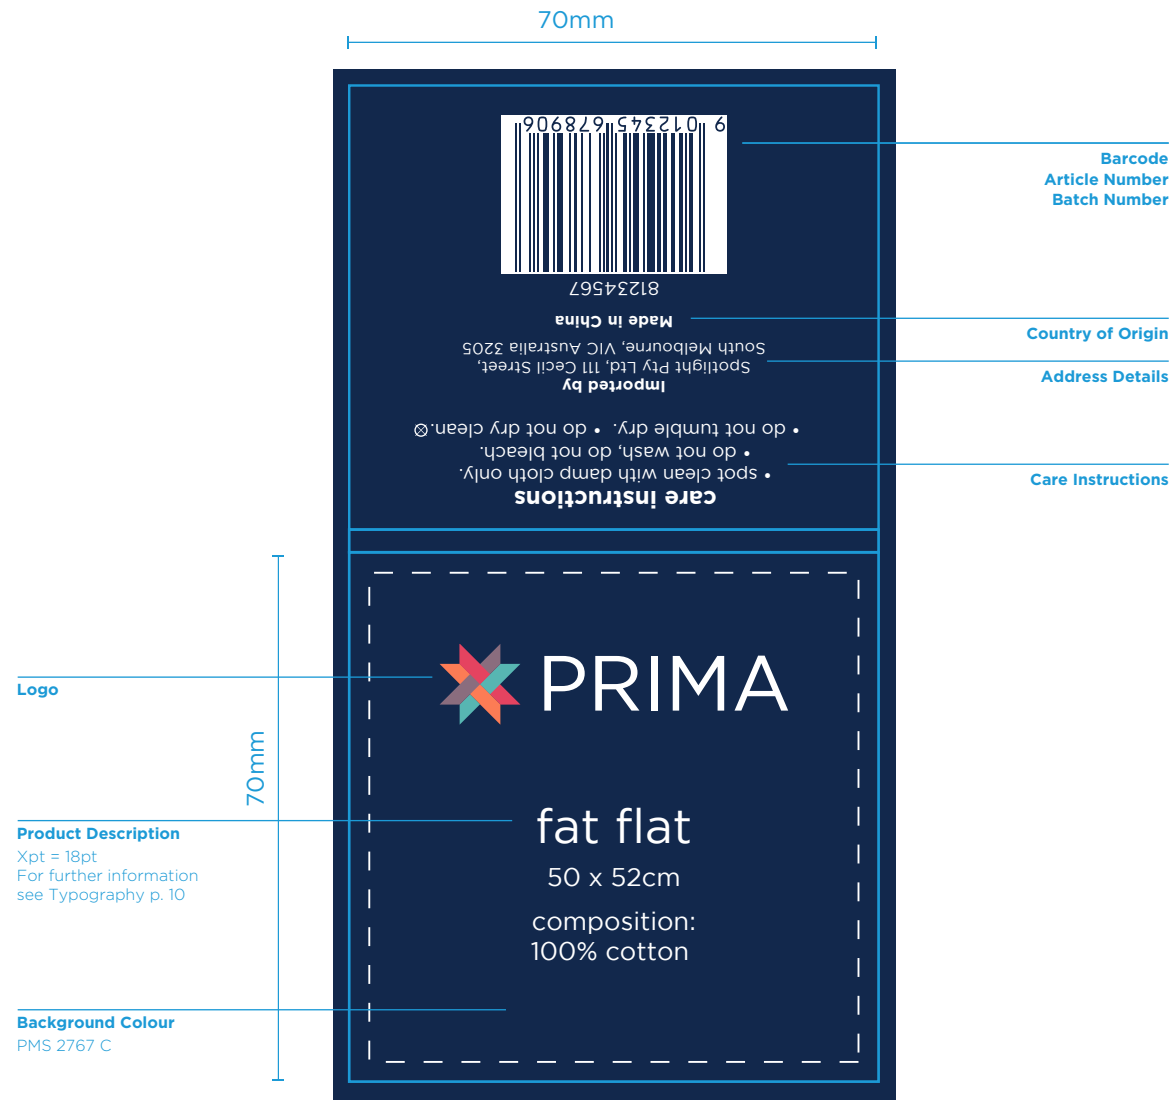 70mm
9 012345 678906
81234567
Made in China
South Melbourne, VIC Australia 3205
Spotlight Pty Ltd, 111 Cecil Street,
Imported by
• do not tumble dry. • do not dry clean.
• do not wash, do not bleach.
• spot clean with damp cloth only.
care instructions
Barcode
Article Number
Batch Number
Country of Origin
Address Details
Care Instructions
PRIMA
fat flat
50 x 52cm
composition:
100% cotton
Logo
70mm
Product Description
Xpt = 18pt
For further information
see Typography p. 10
Background Colour
PMS 2767 C